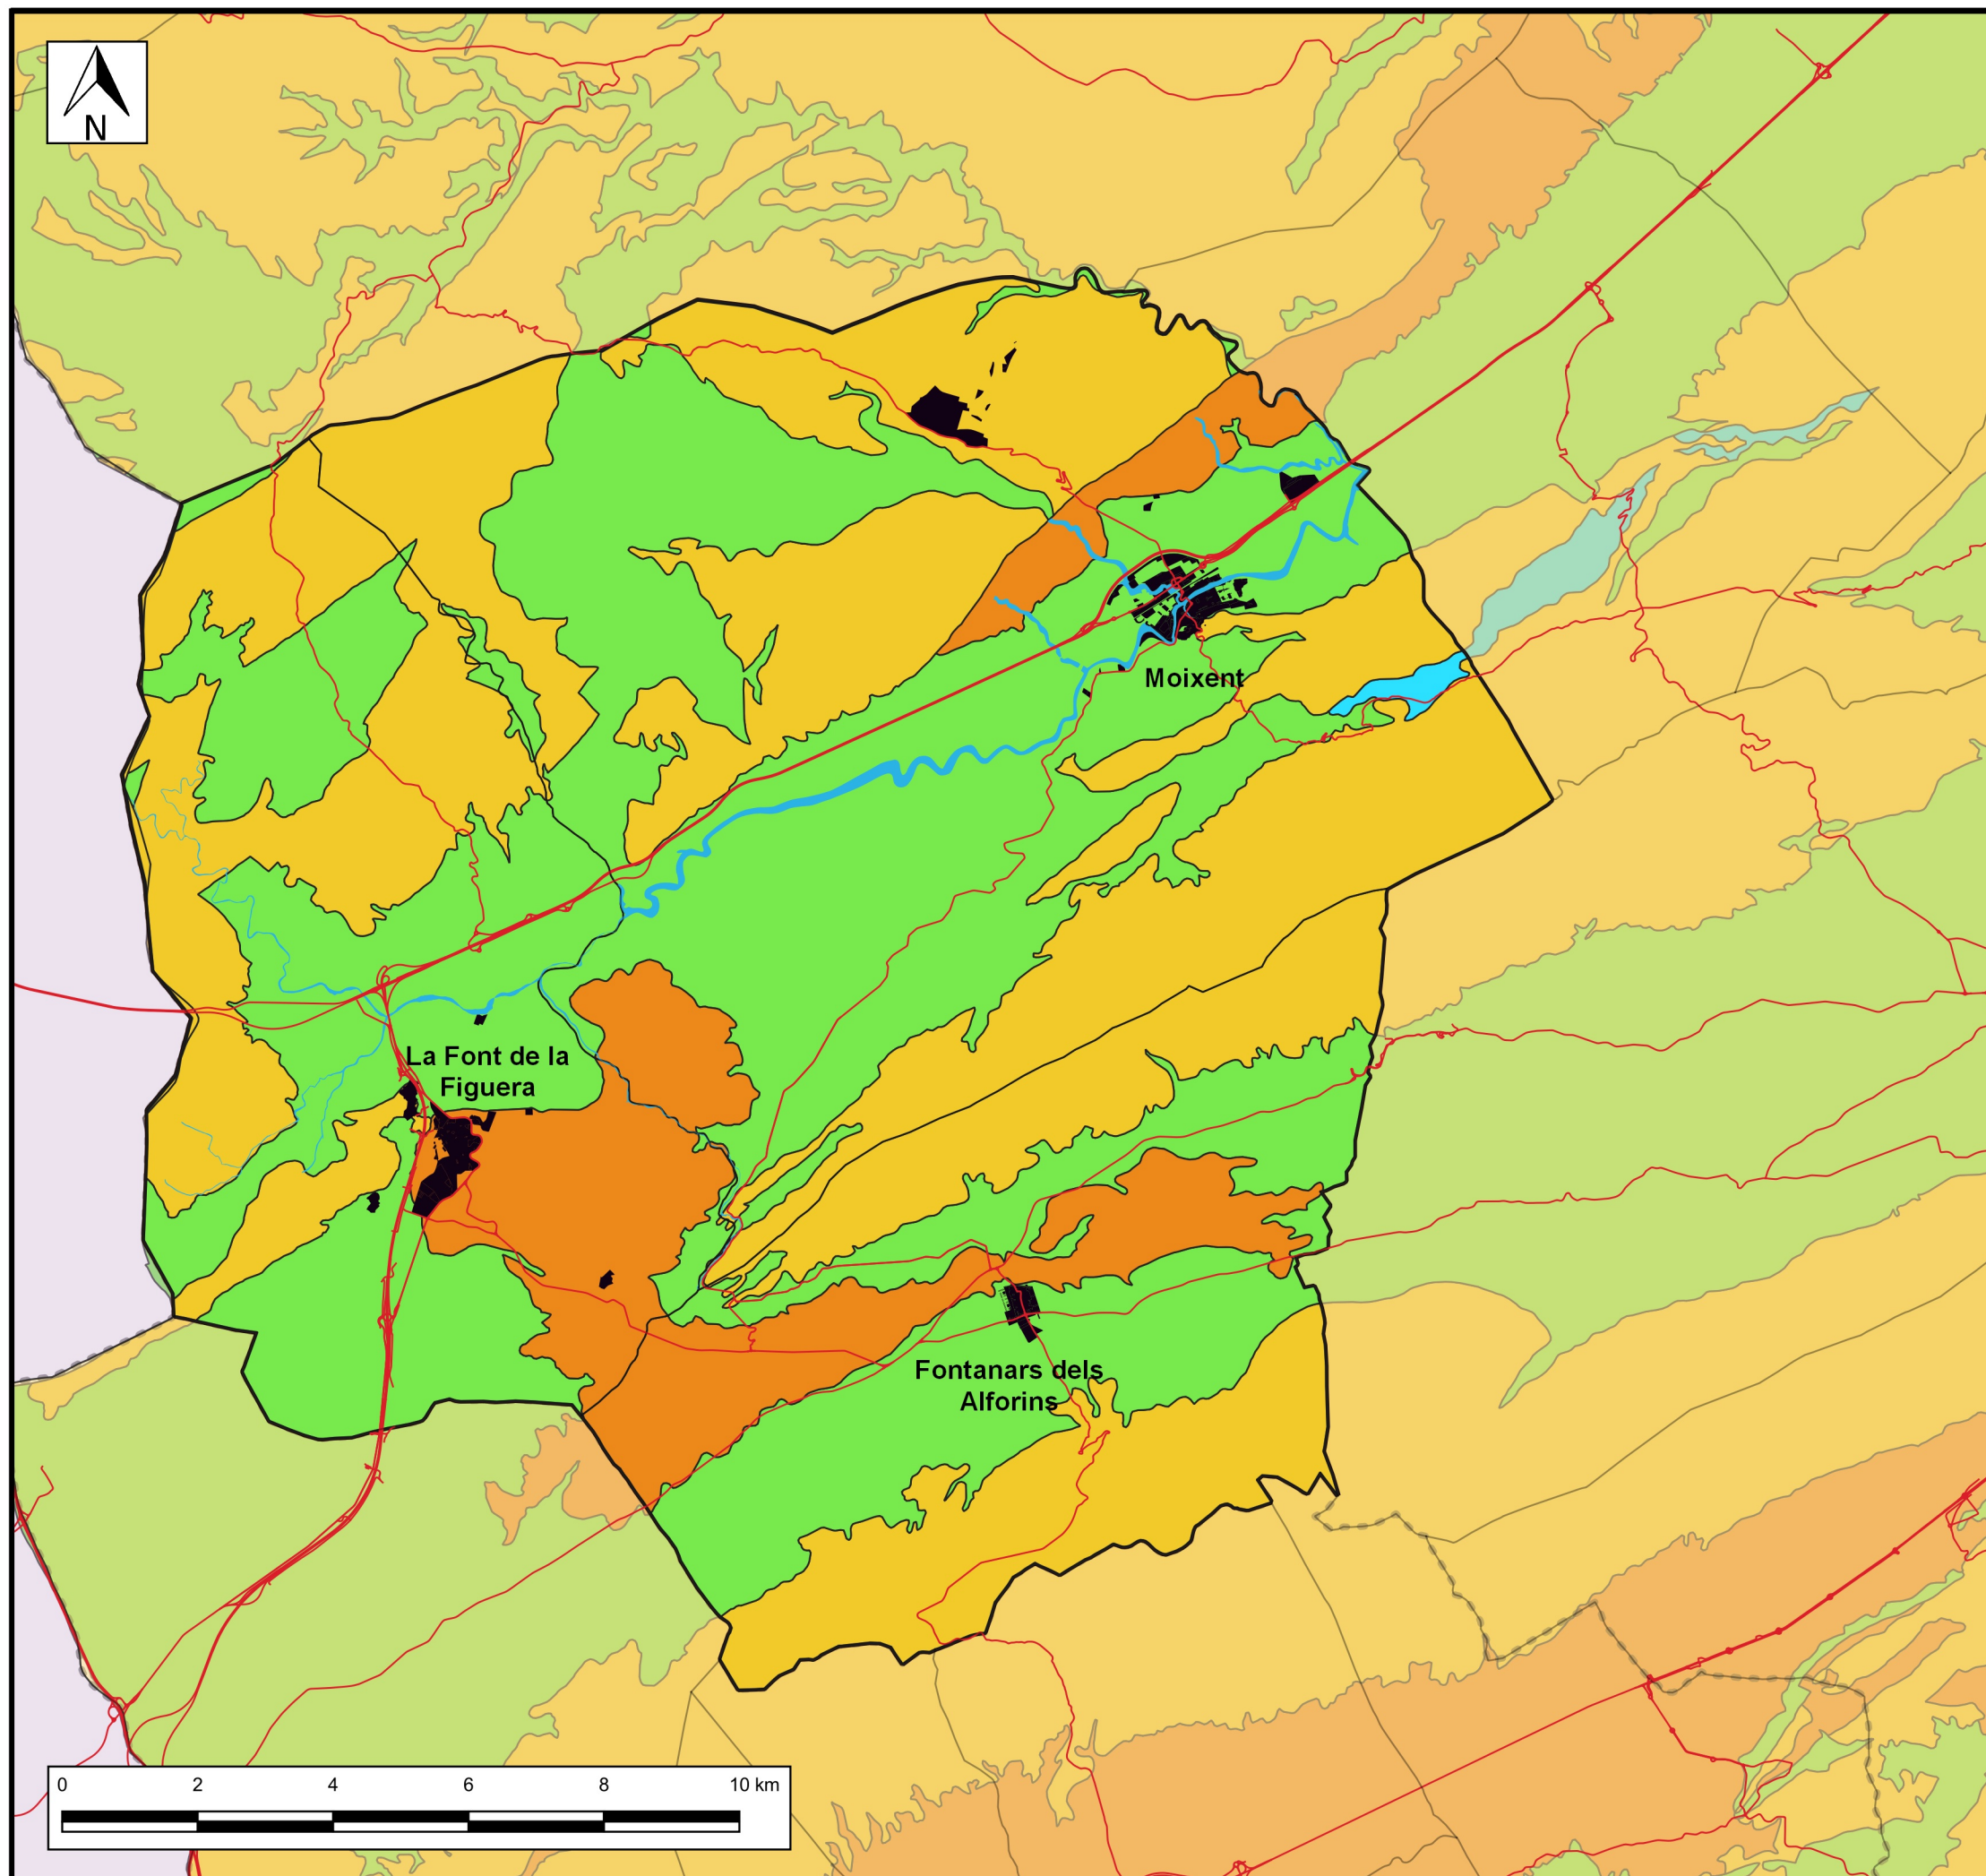 N
Moixent
La Font de la
Figuera
Fontanars dels
Alforins
0 2 4 6 8 10 km